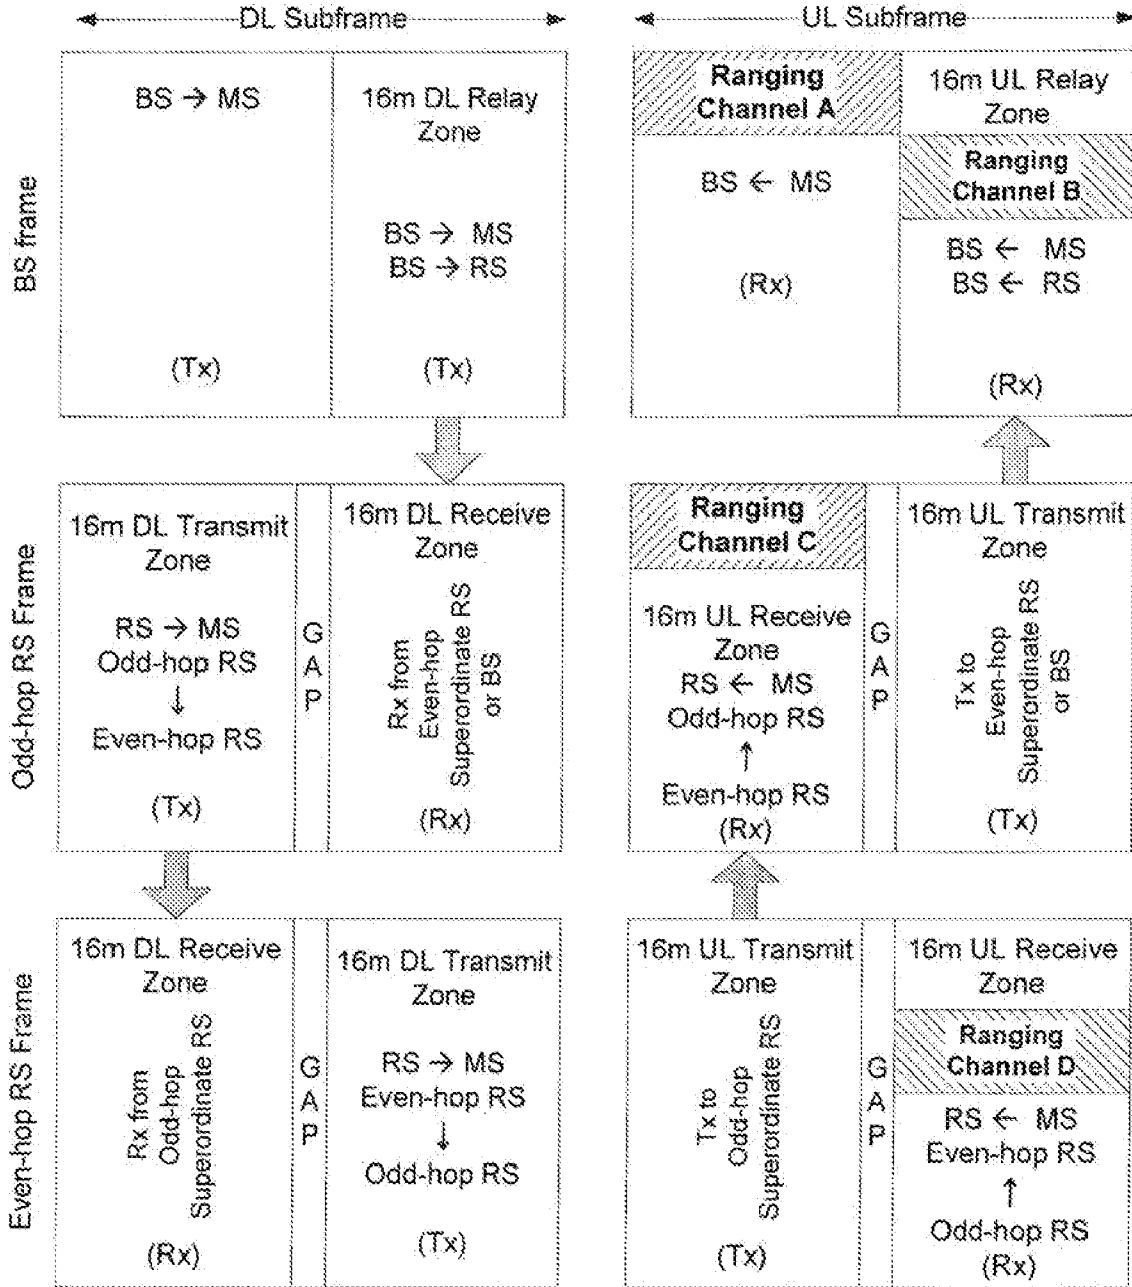 DL Subframe
UL Subframe
BS frame
BS → MS
(Tx)
16m DL Relay
Zone
BS → MS
BS → RS
(Tx)
Ranging
Channel A
BS ← MS
(Rx)
16m UL Relay
Zone
Ranging
Channel B
BS ← MS
BS ← RS
(Rx)
Odd-hop RS Frame
16m DL Transmit
Zone
RS → MS
Odd-hop RS
↓
Even-hop RS
(Tx)
GAP
16m DL Receive
Zone
Rx from
Even-hop
Superordinate RS
or BS
(Rx)
Ranging
Channel C
16m UL Receive
Zone
RS ← MS
Odd-hop RS
↑
Even-hop RS
(Rx)
GAP
16m UL Transmit
Zone
Tx to
Even-hop
Superordinate RS
or BS
(Tx)
Even-hop RS Frame
16m DL Receive
Zone
Rx from
Odd-hop
Superordinate RS
(Rx)
GAP
16m DL Transmit
Zone
RS → MS
Even-hop RS
↓
Odd-hop RS
(Tx)
16m UL Transmit
Zone
Tx to
Odd-hop
Superordinate RS
(Tx)
GAP
16m UL Receive
Zone
Ranging
Channel D
RS ← MS
Even-hop RS
↑
Odd-hop RS
(Rx)